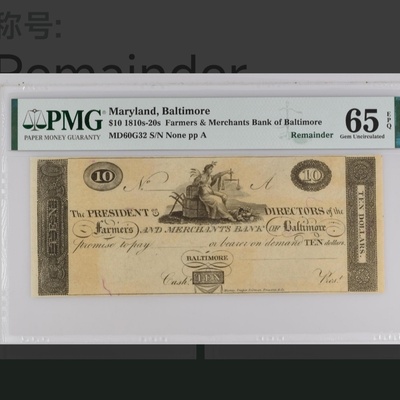 称号:
Remainder
PMG
PAPER MONEY GUARANTY
Maryland, Baltimore
$10 1810s-20s Farmers & Merchants Bank of Baltimore
MD60G32 S/N None pp A
Remainder
65 EPQ
Gem Uncirculated
10 N. A 10
The PRESIDENT & DIRECTORS of the
Farmers AND MERCHANTS BANK OF Baltimore
promise to pay or bearer on demand TEN dollars.
BALTIMORE
Cash. TEN Pres.
TEN DOLLARS.